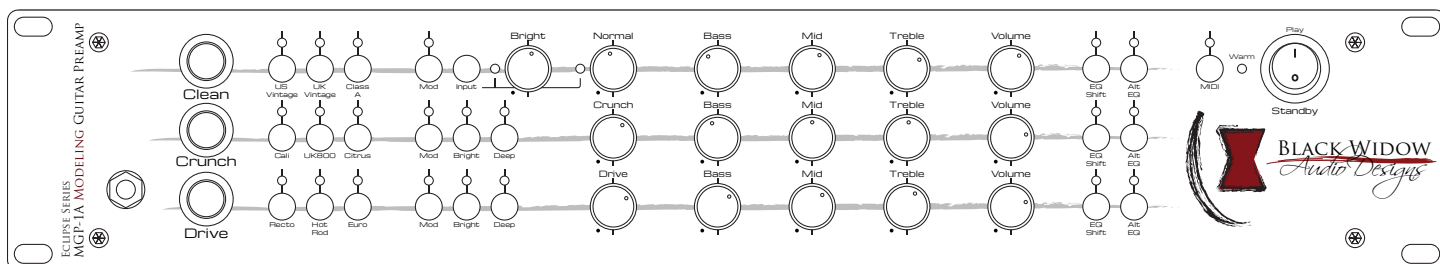 Eclipse Series
MGP-1A Modeling Guitar Preamp
Bright Normal Bass Mid Treble Volume
Play
Warm
Clean
US Vintage
UK Vintage
Class A
Mod Input
EQ Shift
Alt EQ
MIDI
Standby
Crunch Bass Mid Treble Volume
Crunch
Cali UK800 Citrus
Mod Bright Deep
EQ Shift
Alt EQ
Black Widow
Audio Designs
Drive Bass Mid Treble Volume
Drive
Recto
Hot Rod
Euro
Mod Bright Deep
EQ Shift
Alt EQ